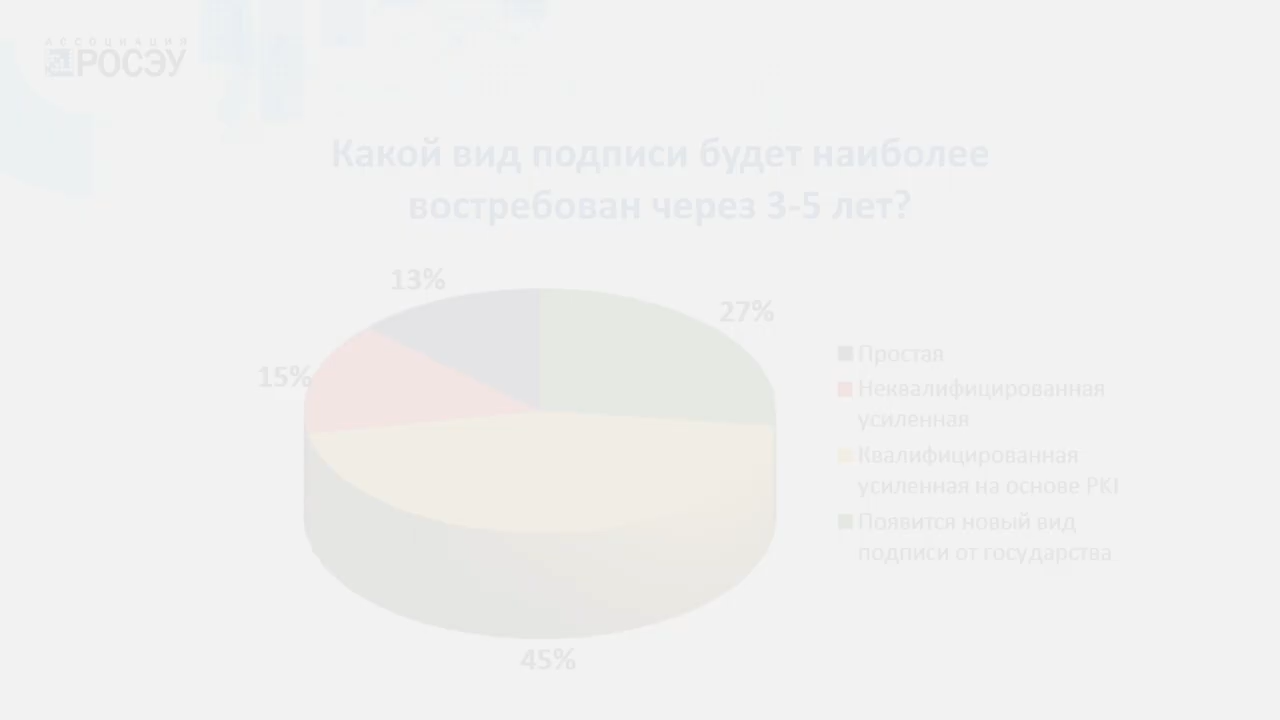 АССОЦИАЦИЯ
РОСЭУ
Какой вид подписи будет наиболее
востребован через 3-5 лет?
13%
27%
15%
45%
Простая
Неквалифицированная
усиленная
Квалифицированная
усиленная на основе PKI
Появится новый вид
подписи от государства